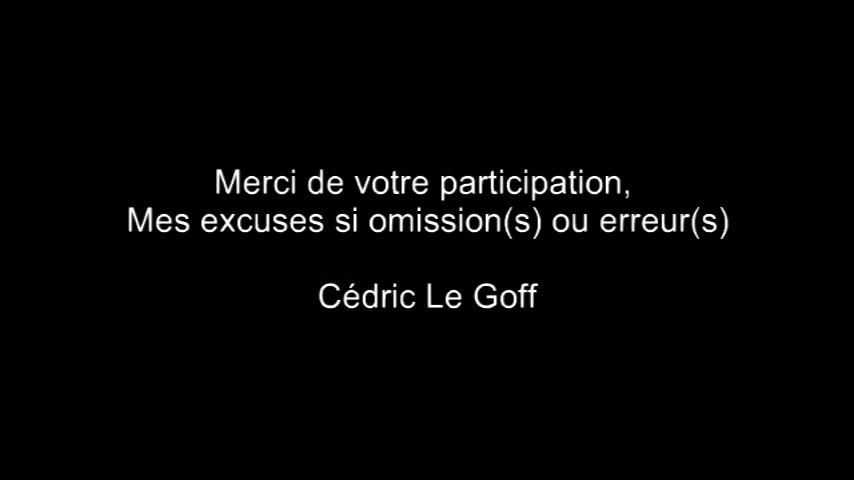 Merci de votre participation,
Mes excuses si omission(s) ou erreur(s)
Cédric Le Goff